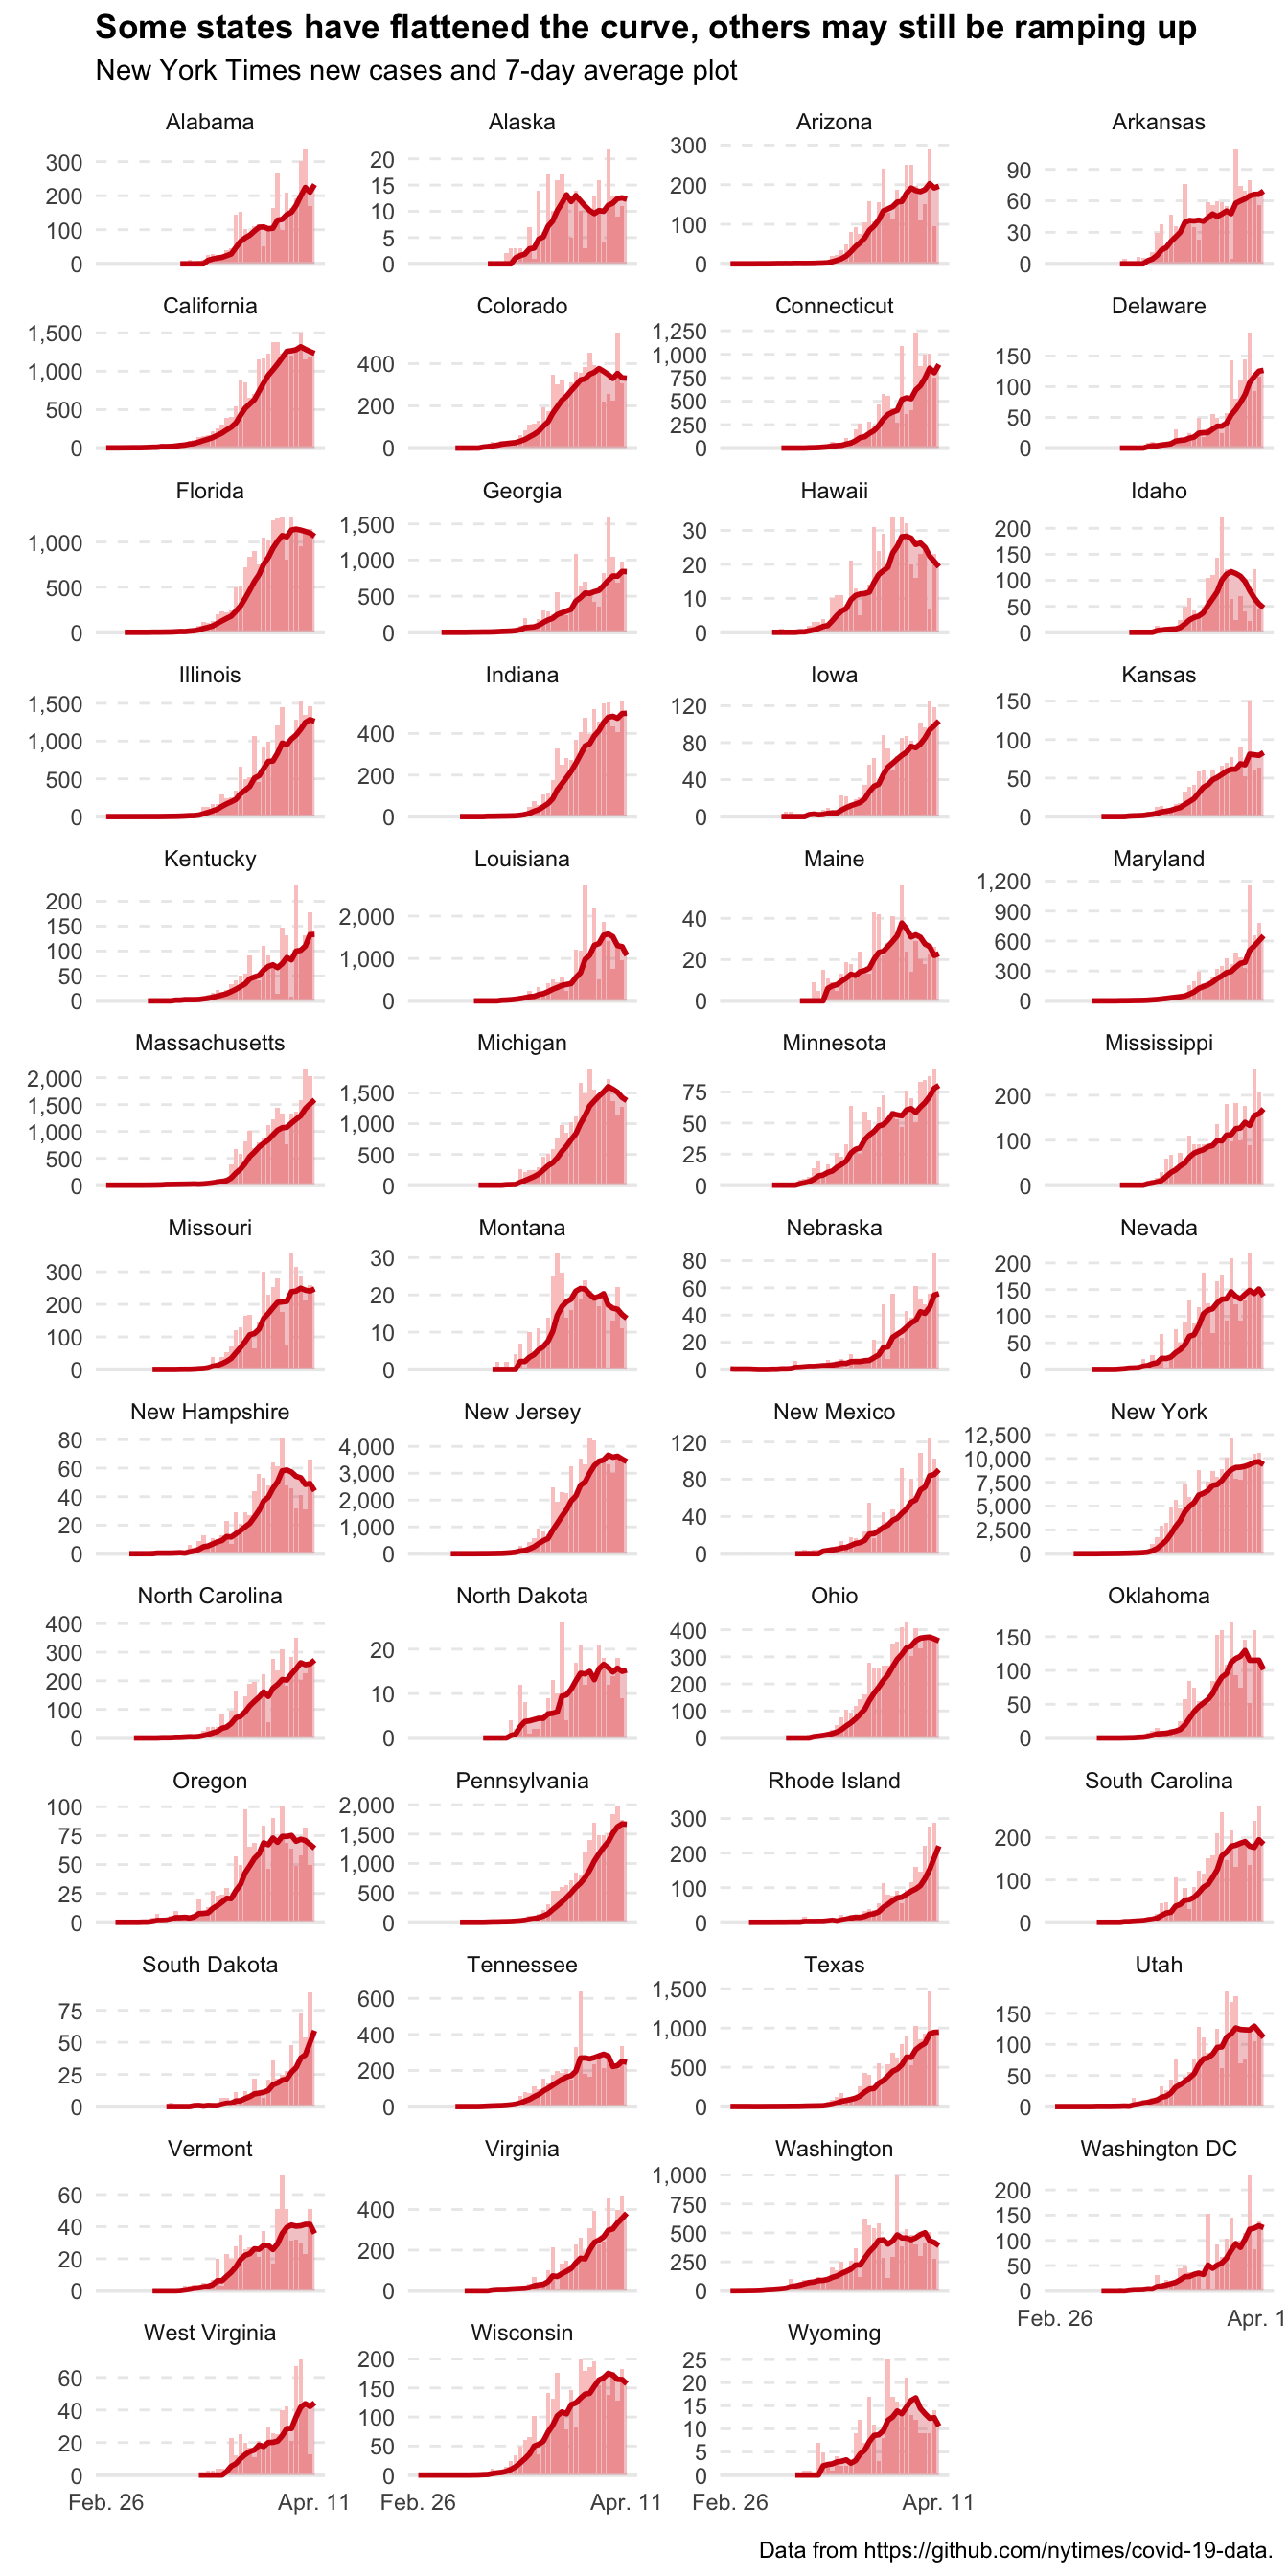 Some states have flattened the curve, others may still be ramping up
New York Times new cases and 7-day average plot
Alabama Alaska Arizona Arkansas
300 200 100 0
20 15 10 5 0
300 200 100 0
90 60 30 0
California Colorado Connecticut Delaware
1,500 1,000 500 0
400 200 0
1,250 1,000 750 500 250 0
150 100 50 0
Florida Georgia Hawaii Idaho
1,000 500 0
1,500 1,000 500 0
30 20 10 0
200 150 100 50 0
Illinois Indiana Iowa Kansas
1,500 1,000 500 0
400 200 0
120 80 40 0
150 100 50 0
Kentucky Louisiana Maine Maryland
200 150 100 50 0
2,000 1,000 0
40 20 0
1,200 900 600 300 0
Massachusetts Michigan Minnesota Mississippi
2,000 1,500 1,000 500 0
1,500 1,000 500 0
75 50 25 0
200 100 0
Missouri Montana Nebraska Nevada
300 200 100 0
30 20 10 0
80 60 40 20 0
200 150 100 50 0
New Hampshire New Jersey New Mexico New York
80 60 40 20 0
4,000 3,000 2,000 1,000 0
120 80 40 0
12,500 10,000 7,500 5,000 2,500 0
North Carolina North Dakota Ohio Oklahoma
400 300 200 100 0
20 10 0
400 300 200 100 0
150 100 50 0
Oregon Pennsylvania Rhode Island South Carolina
100 75 50 25 0
2,000 1,500 1,000 500 0
300 200 100 0
200 100 0
South Dakota Tennessee Texas Utah
75 50 25 0
600 400 200 0
1,500 1,000 500 0
150 100 50 0
Vermont Virginia Washington Washington DC
60 40 20 0
400 200 0
1,000 750 500 250 0
200 150 100 50 0
Feb. 26 Apr. 1
West Virginia Wisconsin Wyoming
60 40 20 0
200 150 100 50 0
25 20 15 10 5 0
Feb. 26 Apr. 11 Feb. 26 Apr. 11 Feb. 26 Apr. 11
Data from https://github.com/nytimes/covid-19-data.